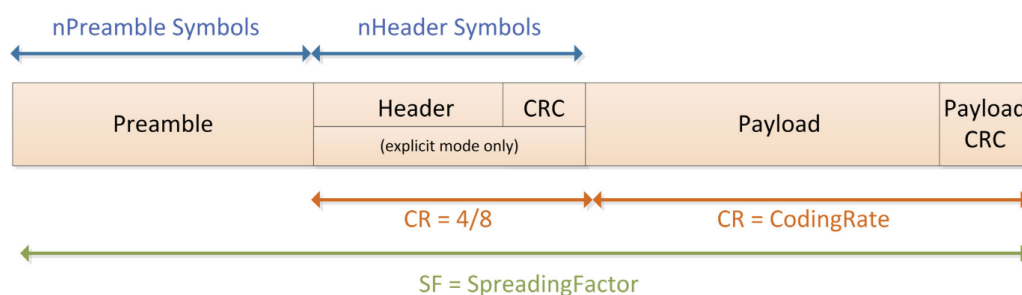 nPreamble Symbols
nHeader Symbols
Preamble
Header
CRC
(explicit mode only)
Payload
Payload
CRC
CR = 4/8
CR = CodingRate
SF = SpreadingFactor